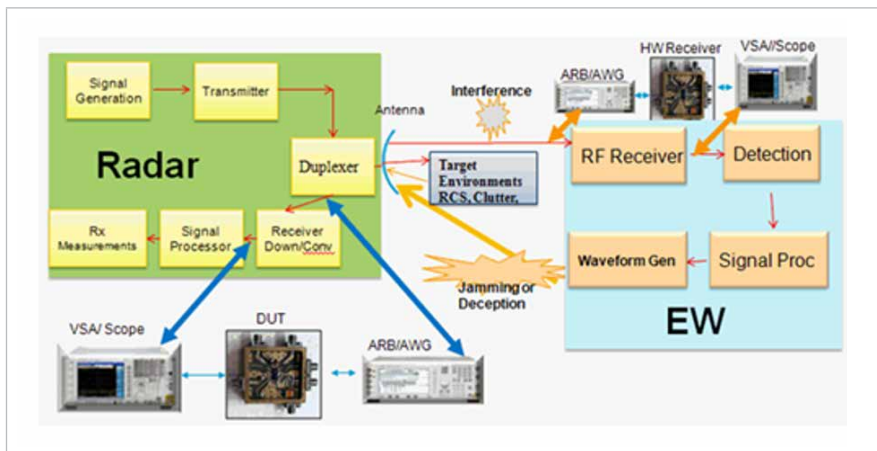 Signal
Generation
Transmitter
Radar
Duplexer
Rx
Measurements
Signal
Processor
Receiver
Down/Conv
Antenna
Interference
Target
Environments
RCS, Clutter,
Jamming or
Deception
ARB/AWG
HW Receiver
VSA//Scope
RF Receiver
Detection
Waveform Gen
Signal Proc
EW
VSA/ Scope
DUT
ARB/AWG